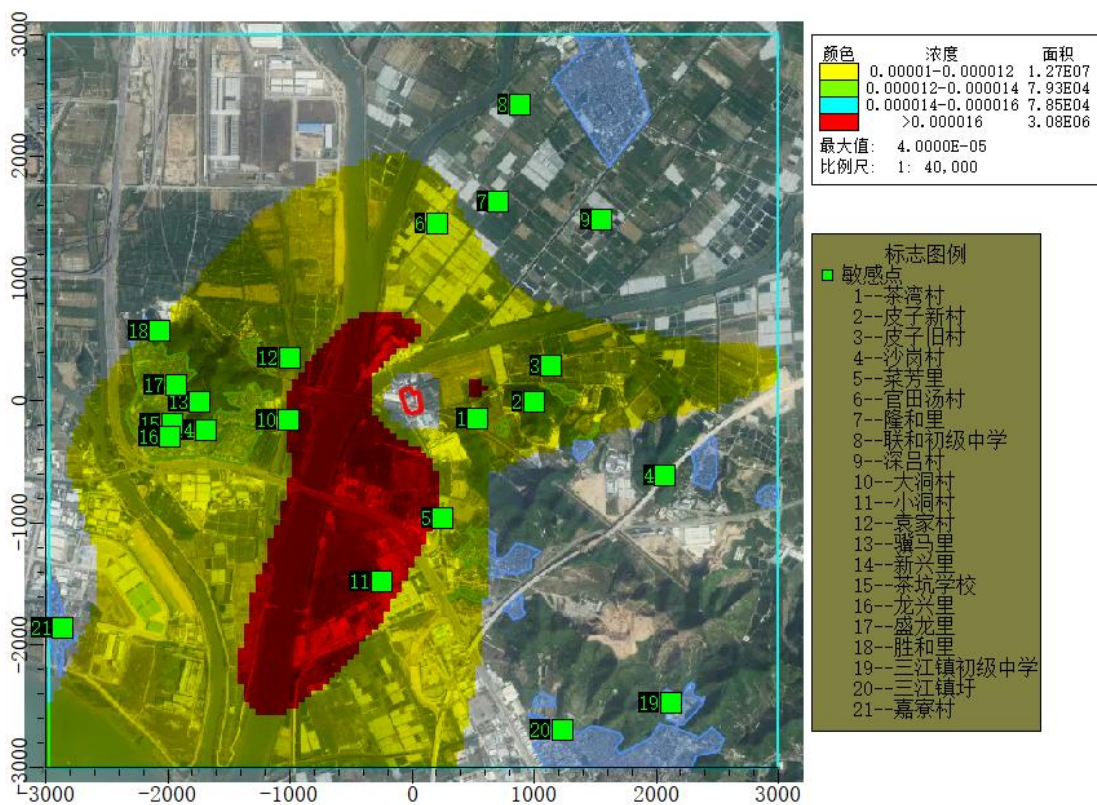 颜色 浓度 面积
0.00001-0.000012 1.27E07
0.000012-0.000014 7.93E04
0.000014-0.000016 7.85E04
>0.000016 3.08E06
最大值: 4.0000E-05
比例尺: 1: 40,000
标志图例
敏感点
1--茶湾村
2--皮子新村
3--皮子旧村
4--沙岗村
5--菜芳里
6--官田汤村
7--隆和里
8--联和初级中学
9--深吕村
10--大洞村
11--小洞村
12--袁家村
13--骥马里
14--新兴里
15--茶坑学校
16--龙兴里
17--盛龙里
18--胜和里
19--三江镇初级中学
20--三江镇圩
21--嘉寮村
3000
2000
1000
0
-1000
-2000
-3000
8
7
9
6
18
12
3
17
13
2
10
1
15
4
16
4
5
11
21
19
20
-3000 -2000 -1000 0 1000 2000 3000